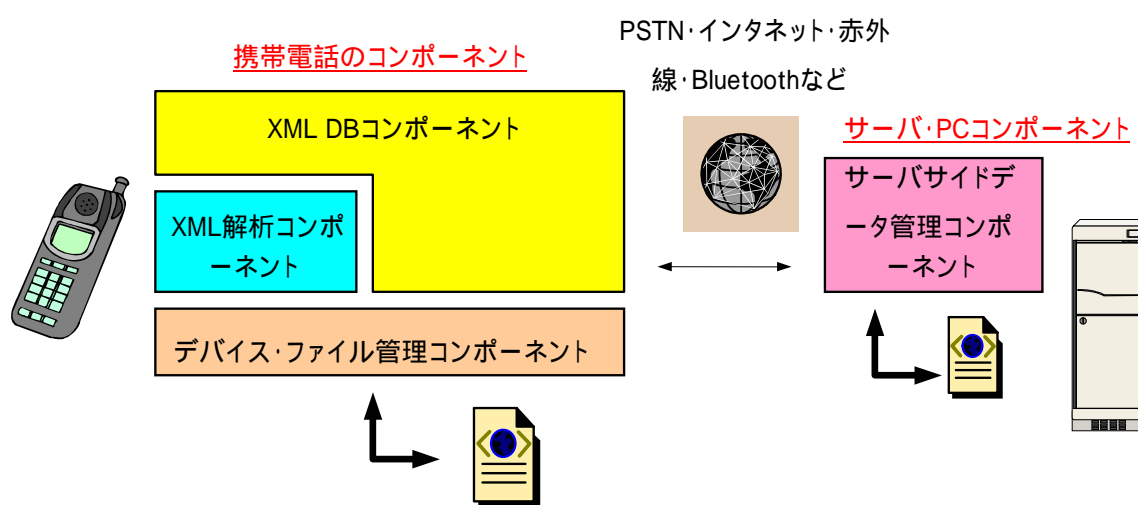 PSTN･インタネット･赤外
線･Bluetoothなど
携帯電話のコンポーネント
XML DBコンポーネント
サーバ･PCコンポーネント
サーバサイドデ
ータ管理コンポ
ーネント
XML解析コンポ
ーネント
デバイス･ファイル管理コンポーネント